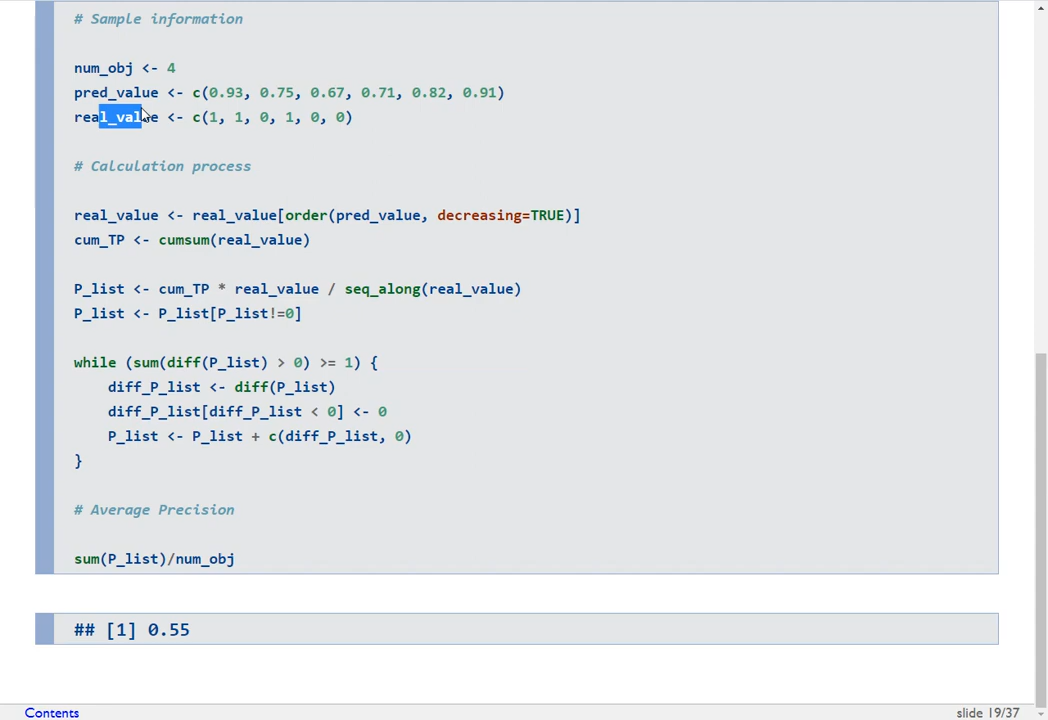 # Sample information
num_obj <- 4
pred_value <- c(0.93, 0.75, 0.67, 0.71, 0.82, 0.91)
real_value <- c(1, 1, 0, 1, 0, 0)
# Calculation process
real_value <- real_value[order(pred_value, decreasing=TRUE)]
cum_TP <- cumsum(real_value)
P_list <- cum_TP * real_value / seq_along(real_value)
P_list <- P_list[P_list!=0]
while (sum(diff(P_list) > 0) >= 1) {
    diff_P_list <- diff(P_list)
    diff_P_list[diff_P_list < 0] <- 0
    P_list <- P_list + c(diff_P_list, 0)
}
# Average Precision
sum(P_list)/num_obj
## [1] 0.55
Contents
slide 19/37